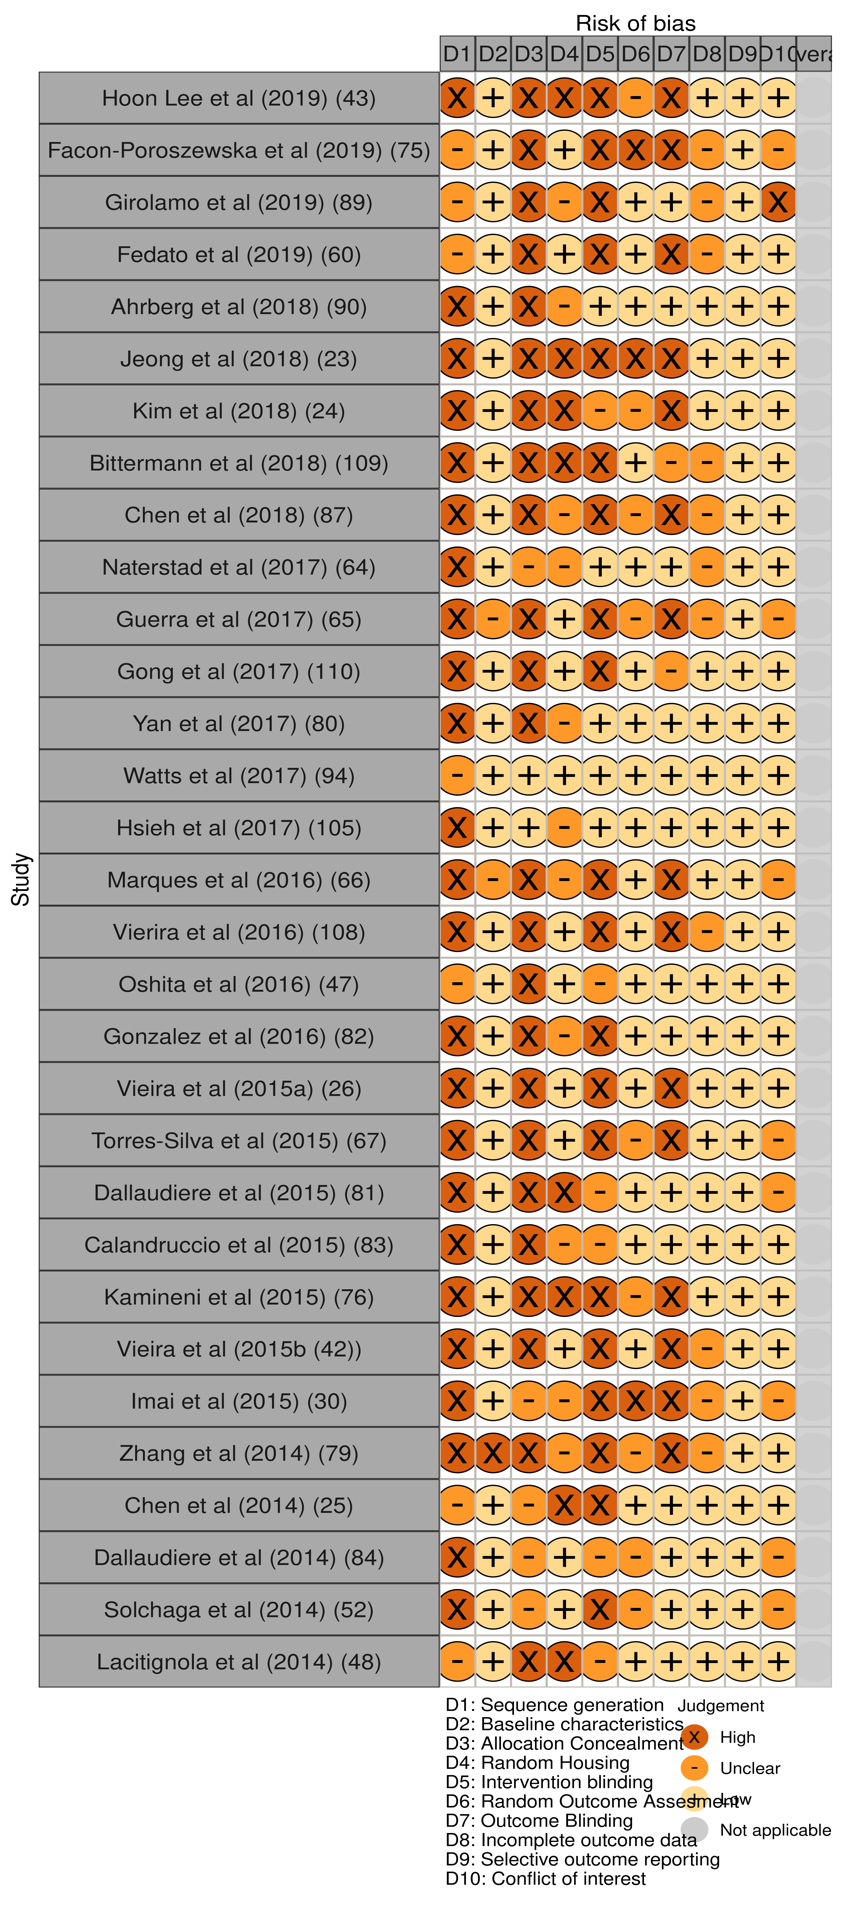 Risk of bias
D1 D2 D3 D4 D5 D6 D7 D8 D9 D10 vera
Hoon Lee et al (2019) (43) X + X X X - X + + +
Facon-Poroszewska et al (2019) (75) - + X + X X X - + -
Girolamo et al (2019) (89) - + X - X + + - + X
Fedato et al (2019) (60) - + X + X + X - + +
Ahrberg et al (2018) (90) X + X - + + + + + +
Jeong et al (2018) (23) X + X X X X X + + +
Kim et al (2018) (24) X + X X - - X + + +
Bittermann et al (2018) (109) X + X X X + - - + +
Chen et al (2018) (87) X + X - X - X - + +
Naterstad et al (2017) (64) X + - - + + + - + +
Guerra et al (2017) (65) X - X + X - X - + -
Gong et al (2017) (110) X + X + X + - + + +
Yan et al (2017) (80) X + X - + + + + + +
Watts et al (2017) (94) - + + + + + + + + +
Hsieh et al (2017) (105) X + + - + + + + + +
Study
Marques et al (2016) (66) X - X - X + X + + -
Vierira et al (2016) (108) X + X + X + X - + +
Oshita et al (2016) (47) - + X + - + + + + +
Gonzalez et al (2016) (82) X + X - X + + + + +
Vieira et al (2015a) (26) X + X + X + X + + +
Torres-Silva et al (2015) (67) X + X + X - X + + -
Dallaudiere et al (2015) (81) X + X X - + + + + -
Calandruccio et al (2015) (83) X + X - - + + + + +
Kamineni et al (2015) (76) X + X X X - X + + +
Vieira et al (2015b (42)) X + X + X + X - + +
Imai et al (2015) (30) X + - - X X X - + -
Zhang et al (2014) (79) X X X - X - X - + +
Chen et al (2014) (25) - + - X X + + + + +
Dallaudiere et al (2014) (84) X + - + - - + + + -
Solchaga et al (2014) (52) X + - + X - + + + -
Lacitignola et al (2014) (48) - + X X - + + + + +
D1: Sequence generation
D2: Baseline characteristics
D3: Allocation Concealment
D4: Random Housing
D5: Intervention blinding
D6: Random Outcome Assesment
D7: Outcome Blinding
D8: Incomplete outcome data
D9: Selective outcome reporting
D10: Conflict of interest
Judgement
X High
- Unclear
+ Low
Not applicable